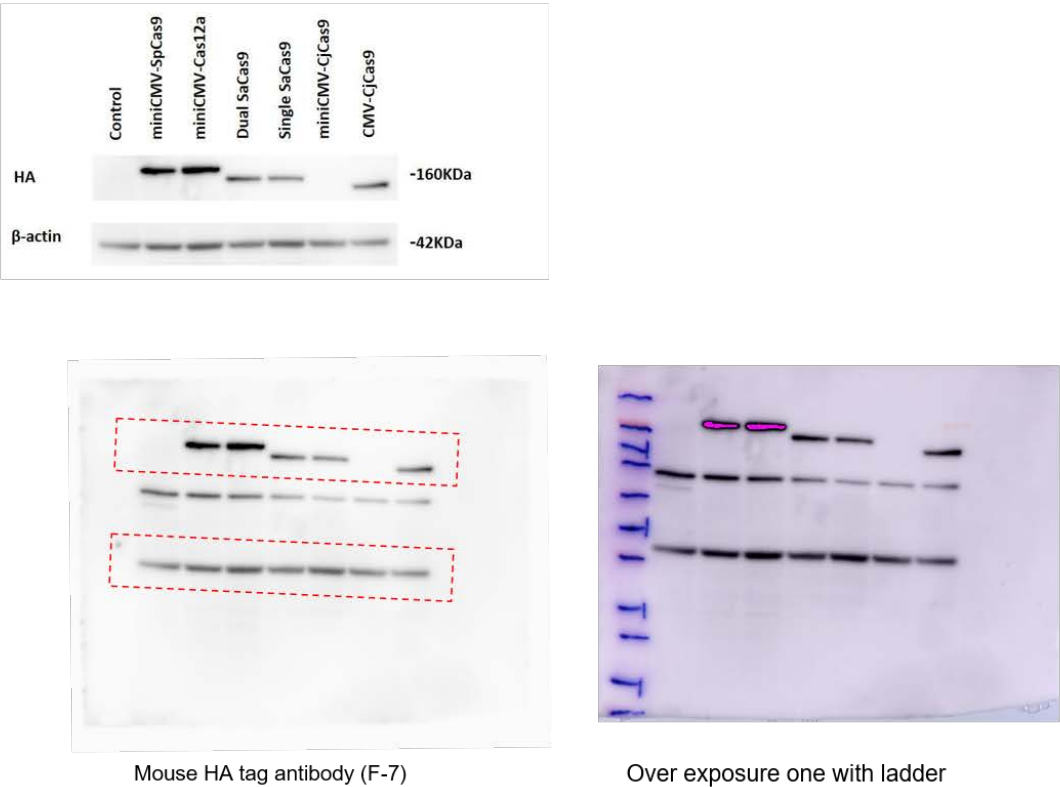 Control
miniCMV-SpCas9
miniCMV-Cas12a
Dual SaCas9
Single SaCas9
miniCMV-CjCas9
CMV-CjCas9
HA
-160KDa
β-actin
-42KDa
Mouse HA tag antibody (F-7)
Over exposure one with ladder